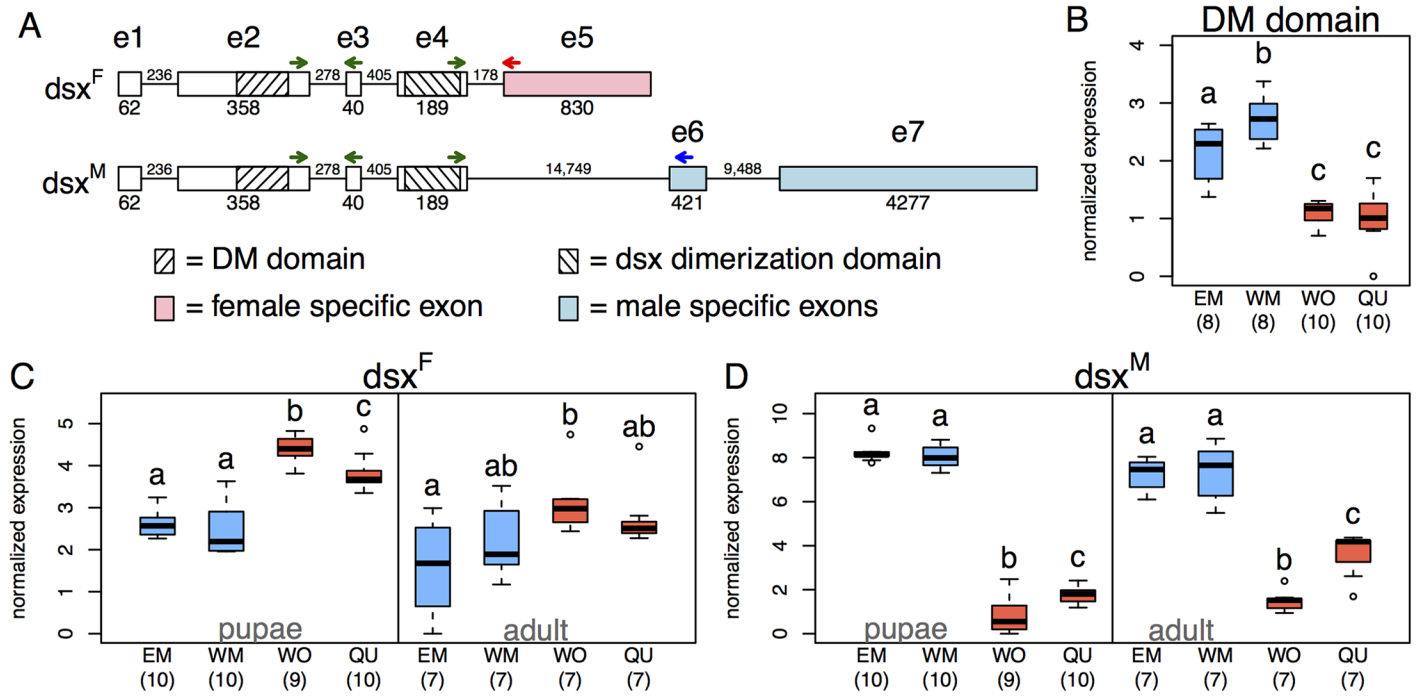 A
e1 e2 e3 e4 e5
dsxF 236 278 405 178
62 358 40 189 830
e6 e7
dsxM 236 278 405 14,749 9,488
62 358 40 189 421 4277
= DM domain = dsx dimerization domain
= female specific exon = male specific exons
B
DM domain
normalized expression
4
3
2
1
0
a b c c
EM WM WO QU
(8) (8) (10) (10)
C
dsxF
normalized expression
5
4
3
2
1
0
a a b c a ab b ab
pupae adult
EM WM WO QU EM WM WO QU
(10) (10) (9) (10) (7) (7) (7) (7)
D
dsxM
normalized expression
10
8
6
4
2
0
a a b c a a b c
pupae adult
EM WM WO QU EM WM WO QU
(10) (10) (9) (10) (7) (7) (7) (7)